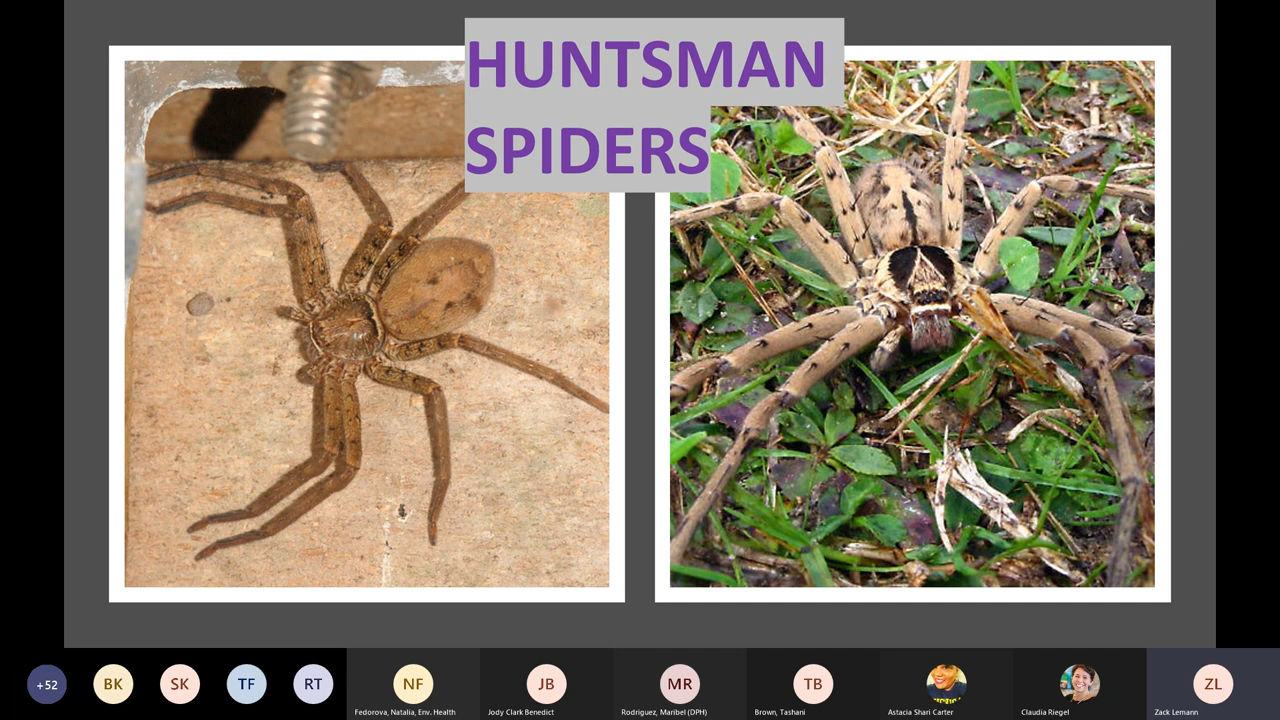 HUNTSMAN
SPIDERS
+52
BK
SK
TF
RT
NF
JB
MR
TB
ZL
Fedorova, Natalia, Env. Health
Jody Clark Benedict
Rodriguez, Maribel (DPH)
Brown, Tashani
Astacia Shari Carter
Claudia Riegel
Zack Lemann